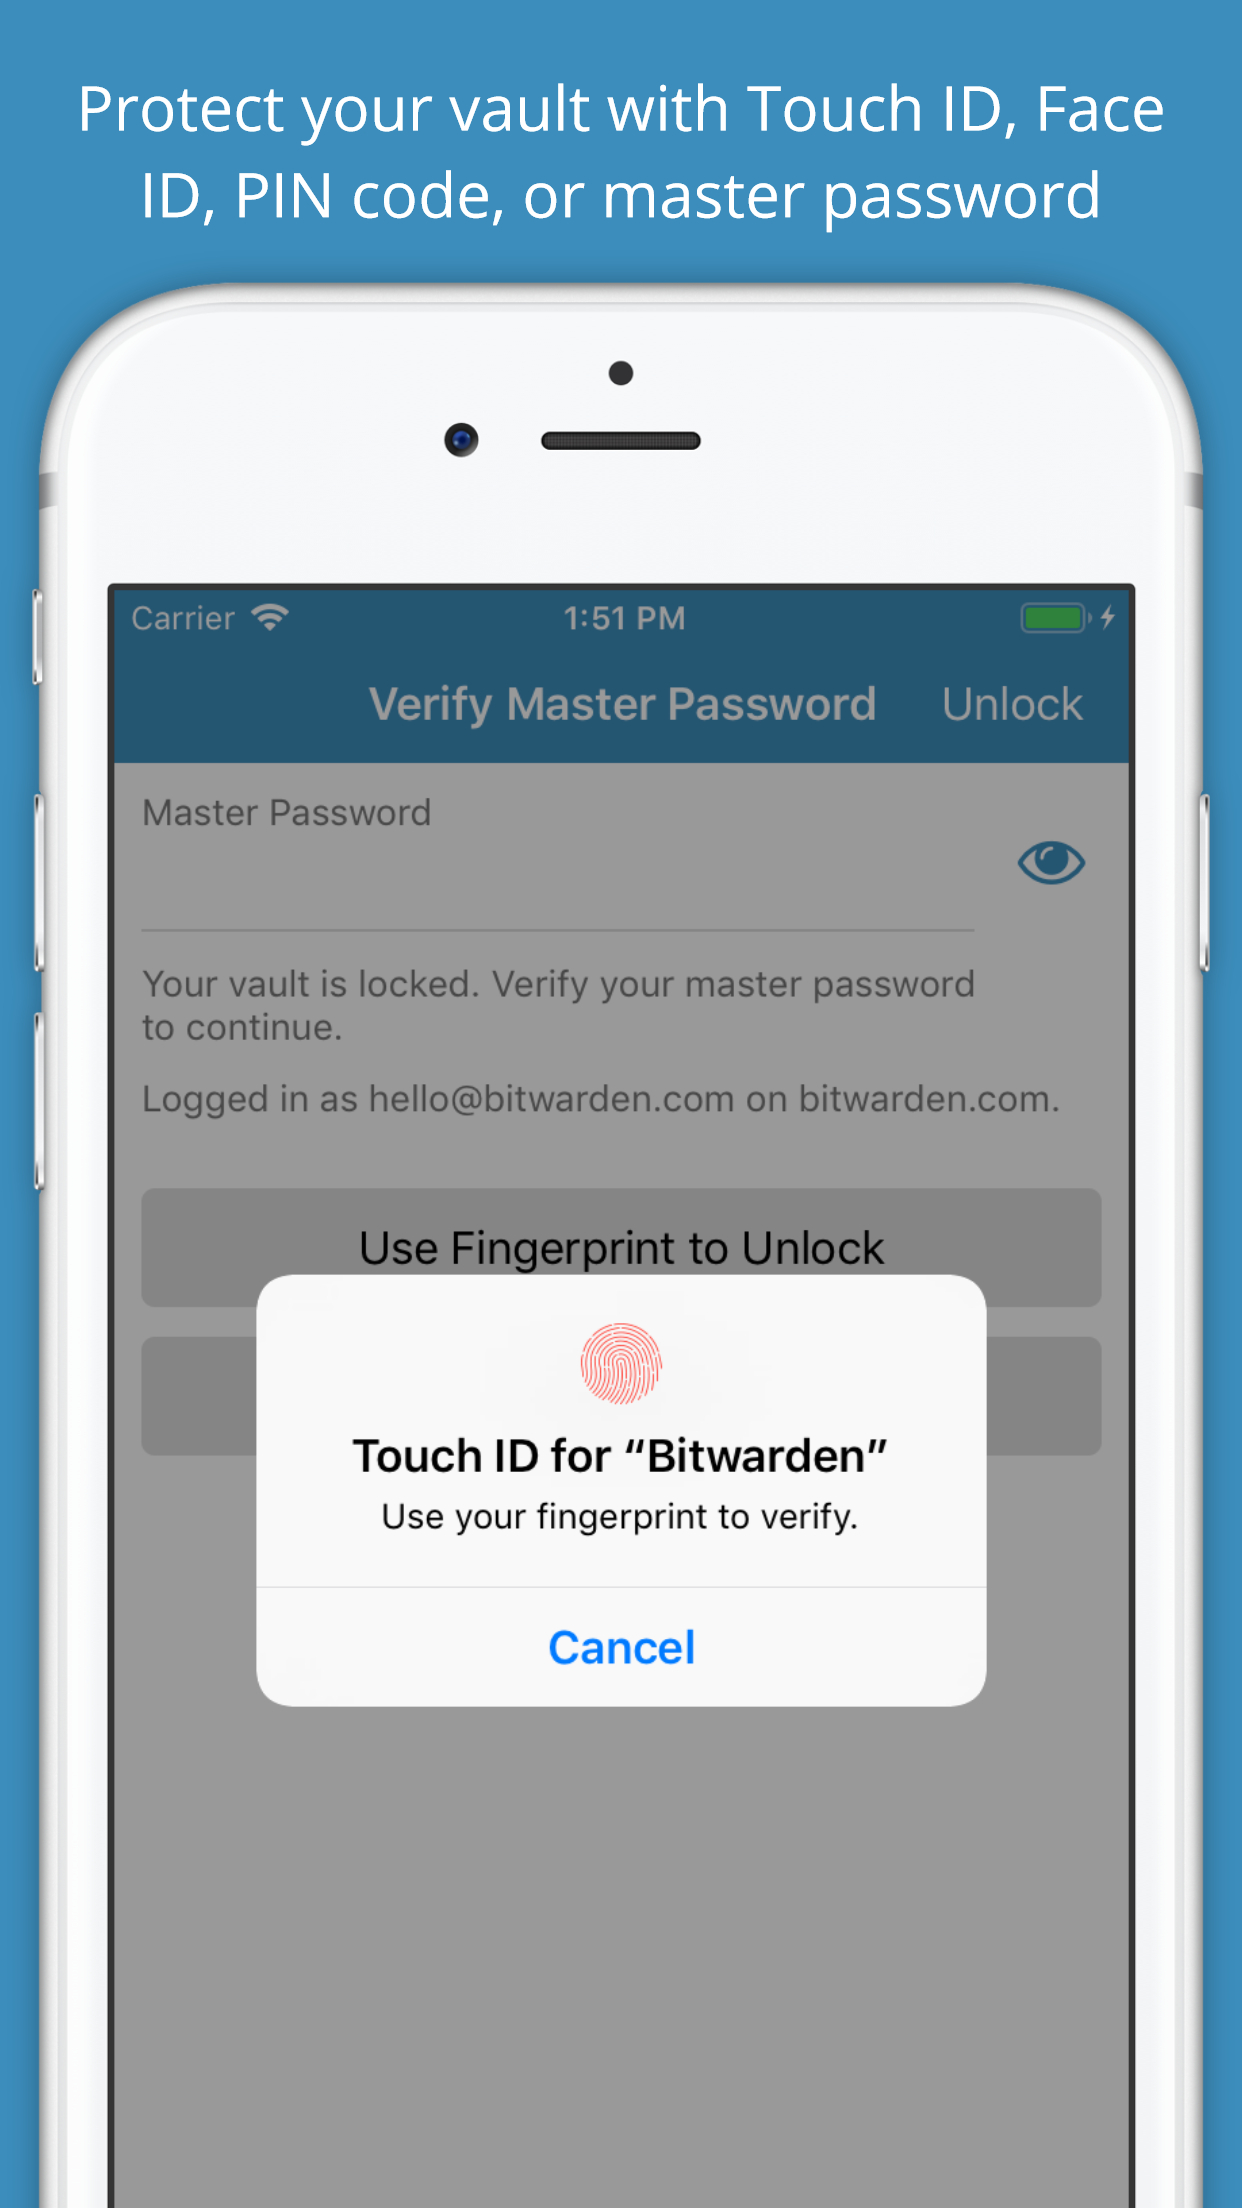 Protect your vault with Touch ID, Face
ID, PIN code, or master password
Carrier 1:51 PM
Verify Master Password Unlock
Master Password
Your vault is locked. Verify your master password
to continue.
Logged in as hello@bitwarden.com on bitwarden.com.
Use Fingerprint to Unlock
Touch ID for “Bitwarden”
Use your fingerprint to verify.
Cancel